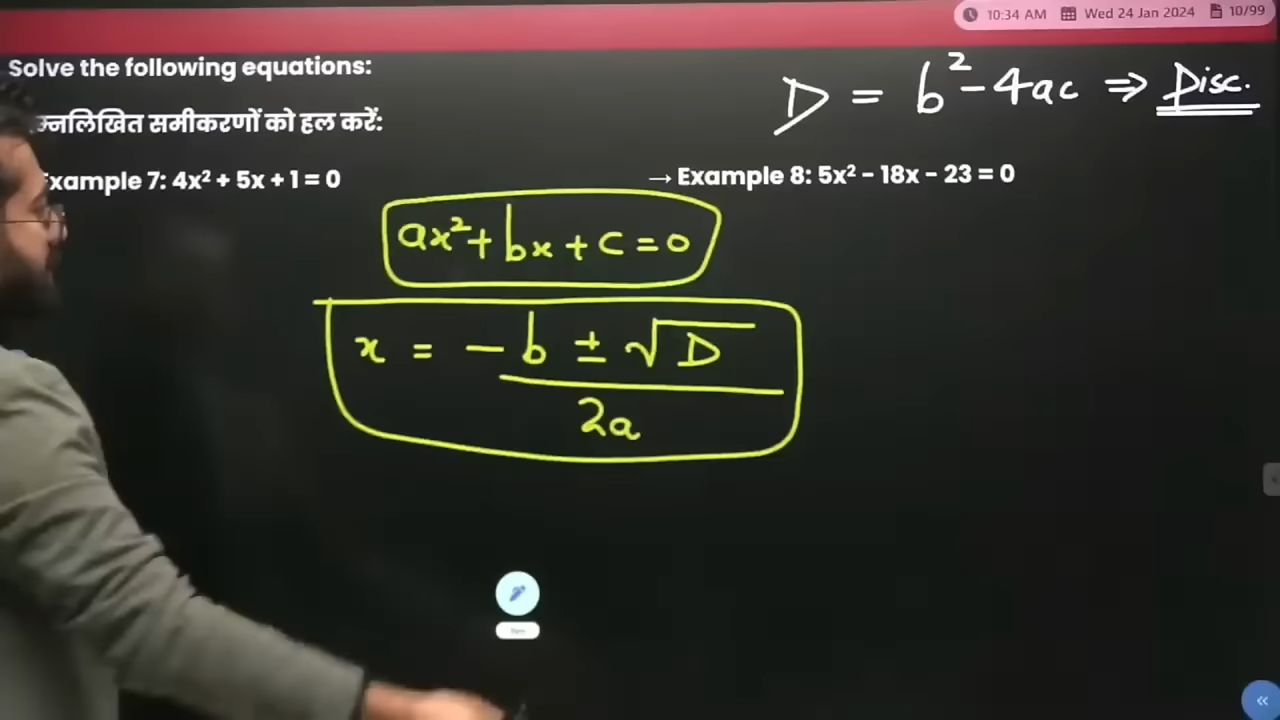 10:34 AM Wed 24 Jan 2024 10/99
Solve the following equations:
D = b² - 4ac ⇒ Disc.
समीकरणों को हल करें:
Example 7: 4x² + 5x + 1 = 0
→ Example 8: 5x² - 18x - 23 = 0
ax² + bx + c = 0
x = - b ± √D
2a